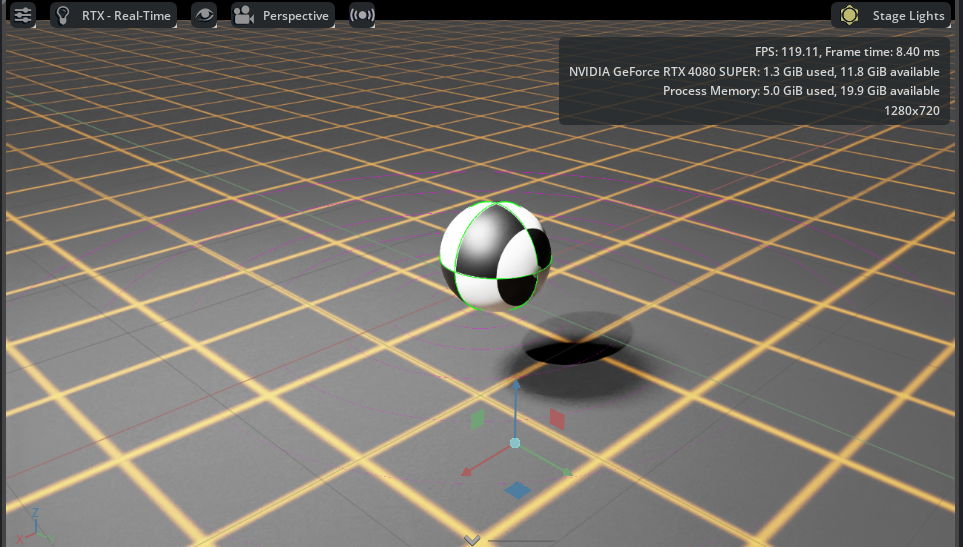 RTX - Real-Time
Perspective
Stage Lights
FPS: 119.11, Frame time: 8.40 ms
NVIDIA GeForce RTX 4080 SUPER: 1.3 GiB used, 11.8 GiB available
Process Memory: 5.0 GiB used, 19.9 GiB available
1280x720
Z
X